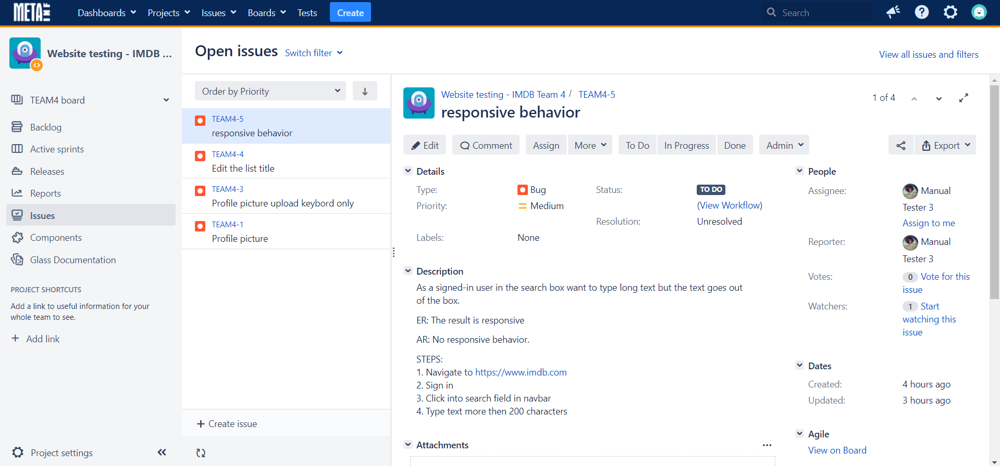 META INF
Dashboards Projects Issues Boards Tests Create Search
Website testing - IMDB ...
TEAM4 board
Backlog
Active sprints
Releases
Reports
Issues
Components
Glass Documentation
PROJECT SHORTCUTS
Add a link to useful information for your
whole team to see.
+ Add link
Project settings
Open issues Switch filter
View all issues and filters
Order by Priority
TEAM4-5
responsive behavior
TEAM4-4
Edit the list title
TEAM4-3
Profile picture upload keybord only
TEAM4-1
Profile picture
+ Create issue
Website testing - IMDB Team 4 / TEAM4-5
responsive behavior
1 of 4
Edit Comment Assign More To Do In Progress Done Admin Export
Details
Type: Bug Status: TO DO
Priority: Medium (View Workflow)
Resolution: Unresolved
Labels: None
Description
As a signed-in user in the search box want to type long text but the text goes out
of the box.
ER: The result is responsive
AR: No responsive behavior.
STEPS:
1. Navigate to https://www.imdb.com
2. Sign in
3. Click into search field in navbar
4. Type text more then 200 characters
Attachments
People
Assignee: Manual
Tester 3
Assign to me
Reporter: Manual
Tester 3
Votes: 0 Vote for this
issue
Watchers: 1 Start
watching this
issue
Dates
Created: 4 hours ago
Updated: 3 hours ago
Agile
View on Board